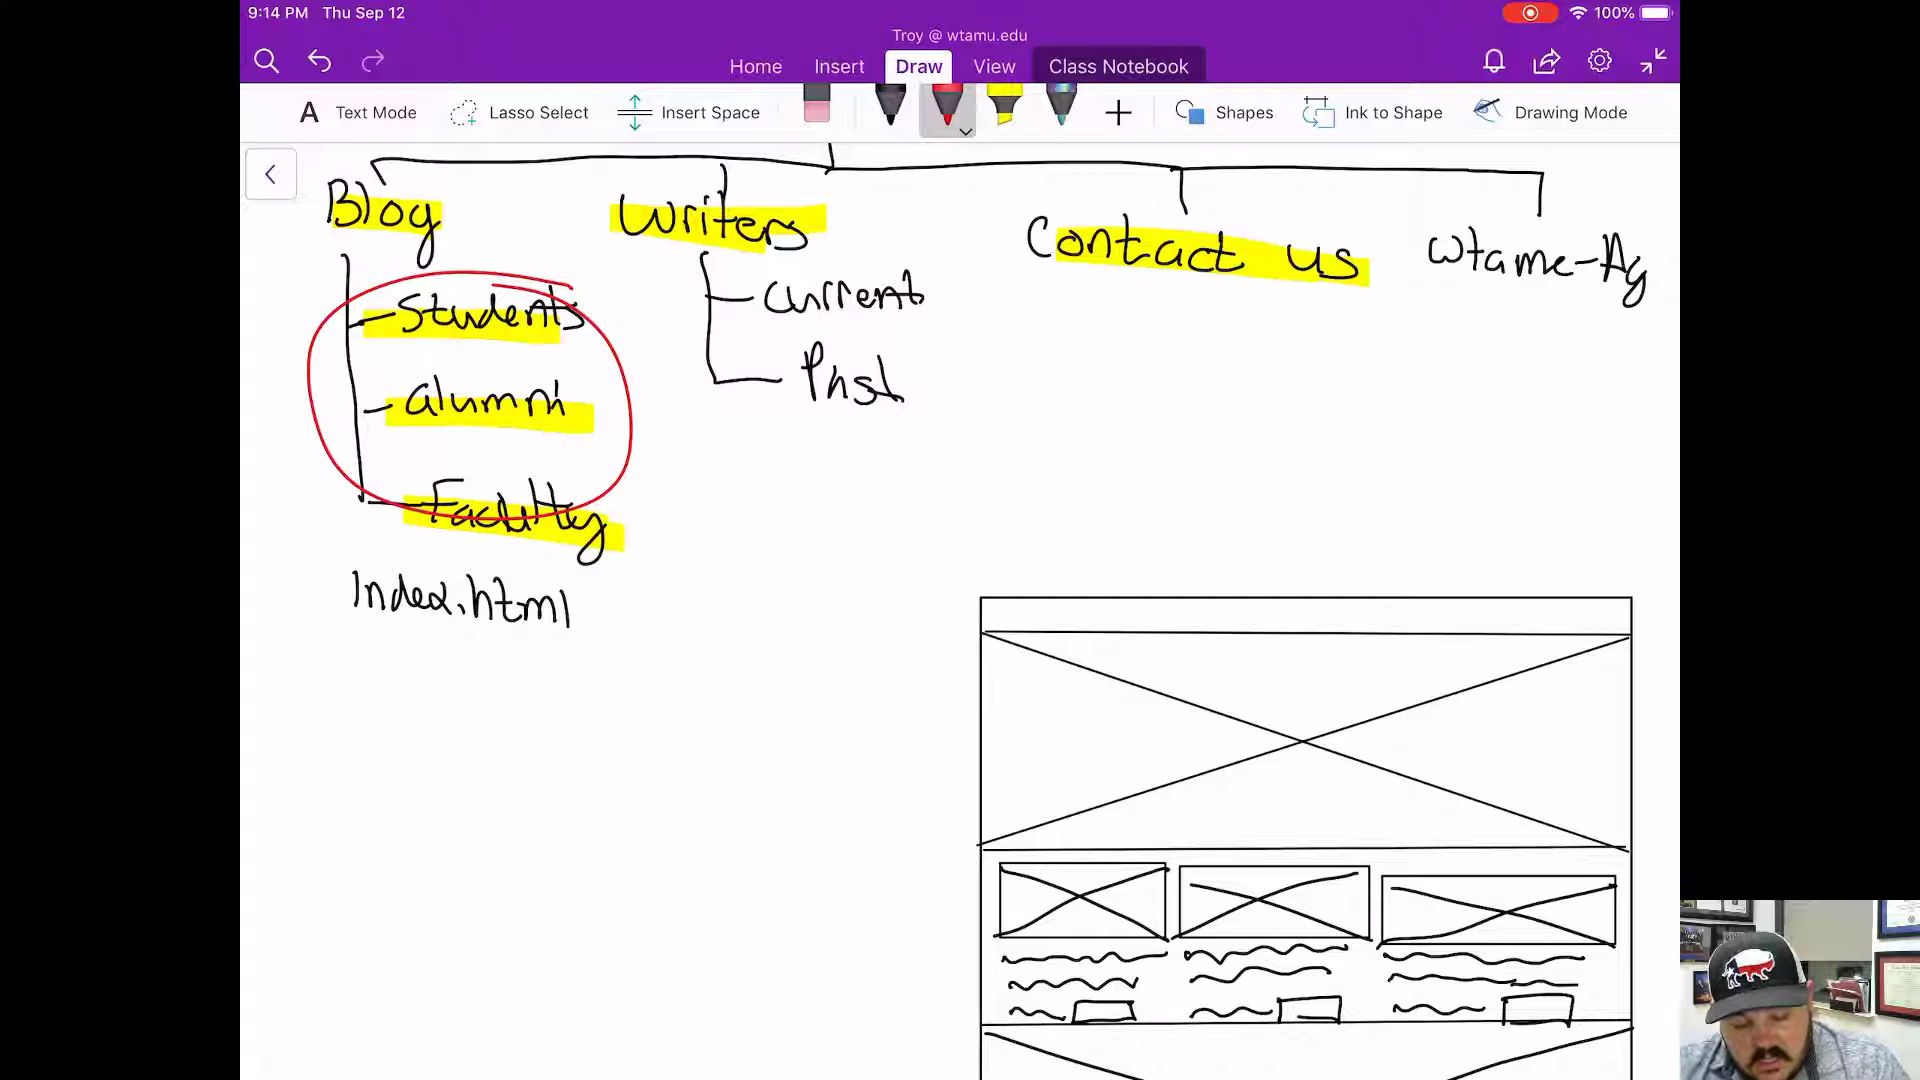 9:14 PM Thu Sep 12
100%
Troy @ wtamu.edu
Home Insert Draw View Class Notebook
A Text Mode Lasso Select Insert Space Shapes Ink to Shape Drawing Mode
Blog Writers Contact us Wtame-Ag
Students
alumni
Facultty
Current
Past
Index.html